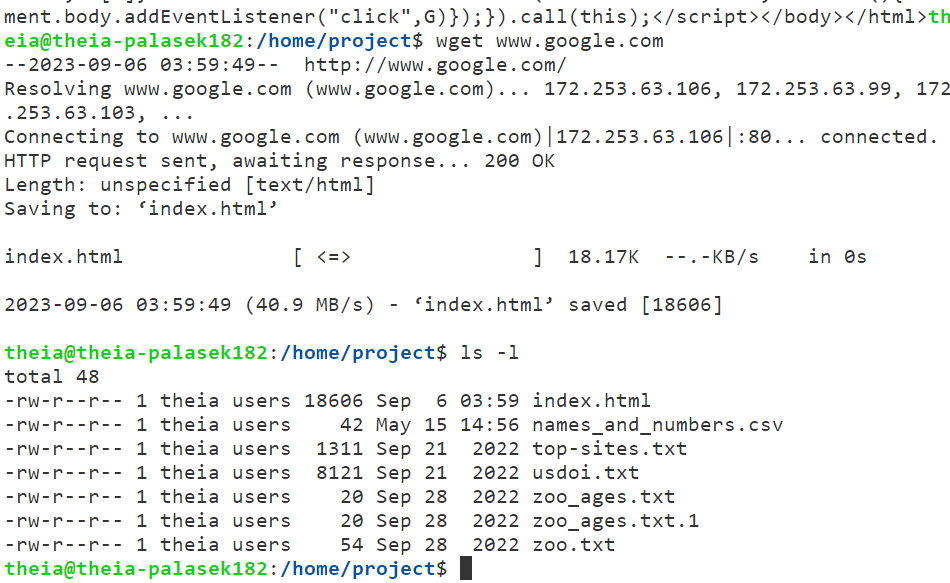 ment.body.addEventListener("click",G)});}).call(this);</script></body></html>th
eia@theia-palasek182:/home/project$ wget www.google.com
--2023-09-06 03:59:49--  http://www.google.com/
Resolving www.google.com (www.google.com)... 172.253.63.106, 172.253.63.99, 172
.253.63.103, ...
Connecting to www.google.com (www.google.com)|172.253.63.106|:80... connected.
HTTP request sent, awaiting response... 200 OK
Length: unspecified [text/html]
Saving to: ‘index.html’
index.html              [ <=>               ]  18.17K  --.-KB/s    in 0s
2023-09-06 03:59:49 (40.9 MB/s) - ‘index.html’ saved [18606]
theia@theia-palasek182:/home/project$ ls -l
total 48
-rw-r--r-- 1 theia users 18606 Sep  6 03:59 index.html
-rw-r--r-- 1 theia users    42 May 15 14:56 names_and_numbers.csv
-rw-r--r-- 1 theia users  1311 Sep 21  2022 top-sites.txt
-rw-r--r-- 1 theia users  8121 Sep 21  2022 usdoi.txt
-rw-r--r-- 1 theia users    20 Sep 28  2022 zoo_ages.txt
-rw-r--r-- 1 theia users    20 Sep 28  2022 zoo_ages.txt.1
-rw-r--r-- 1 theia users    54 Sep 28  2022 zoo.txt
theia@theia-palasek182:/home/project$